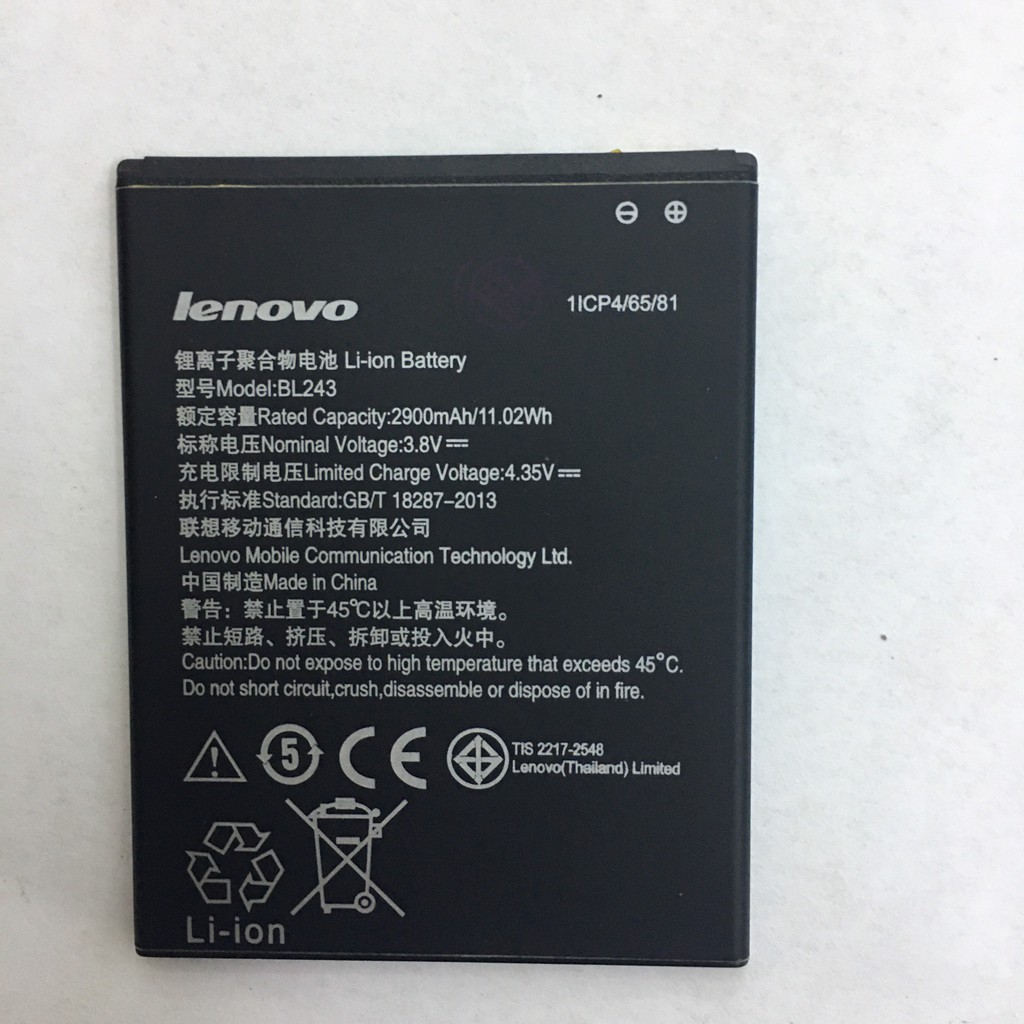 lenovo
1ICP4/65/81
锂离子聚合物电池 Li-ion Battery
型号Model:BL243
额定容量Rated Capacity:2900mAh/11.02Wh
标称电压Nominal Voltage:3.8V⎓
充电限制电压Limited Charge Voltage:4.35V⎓
执行标准Standard:GB/T 18287-2013
联想移动通信科技有限公司
Lenovo Mobile Communication Technology Ltd.
中国制造Made in China
警告：禁止置于45℃以上高温环境。
禁止短路、挤压、拆卸或投入火中。
Caution:Do not expose to high temperature that exceeds 45°C.
Do not short circuit,crush,disassemble or dispose of in fire.
5
CE
TIS 2217-2548
Lenovo(Thailand) Limited
Li-ion